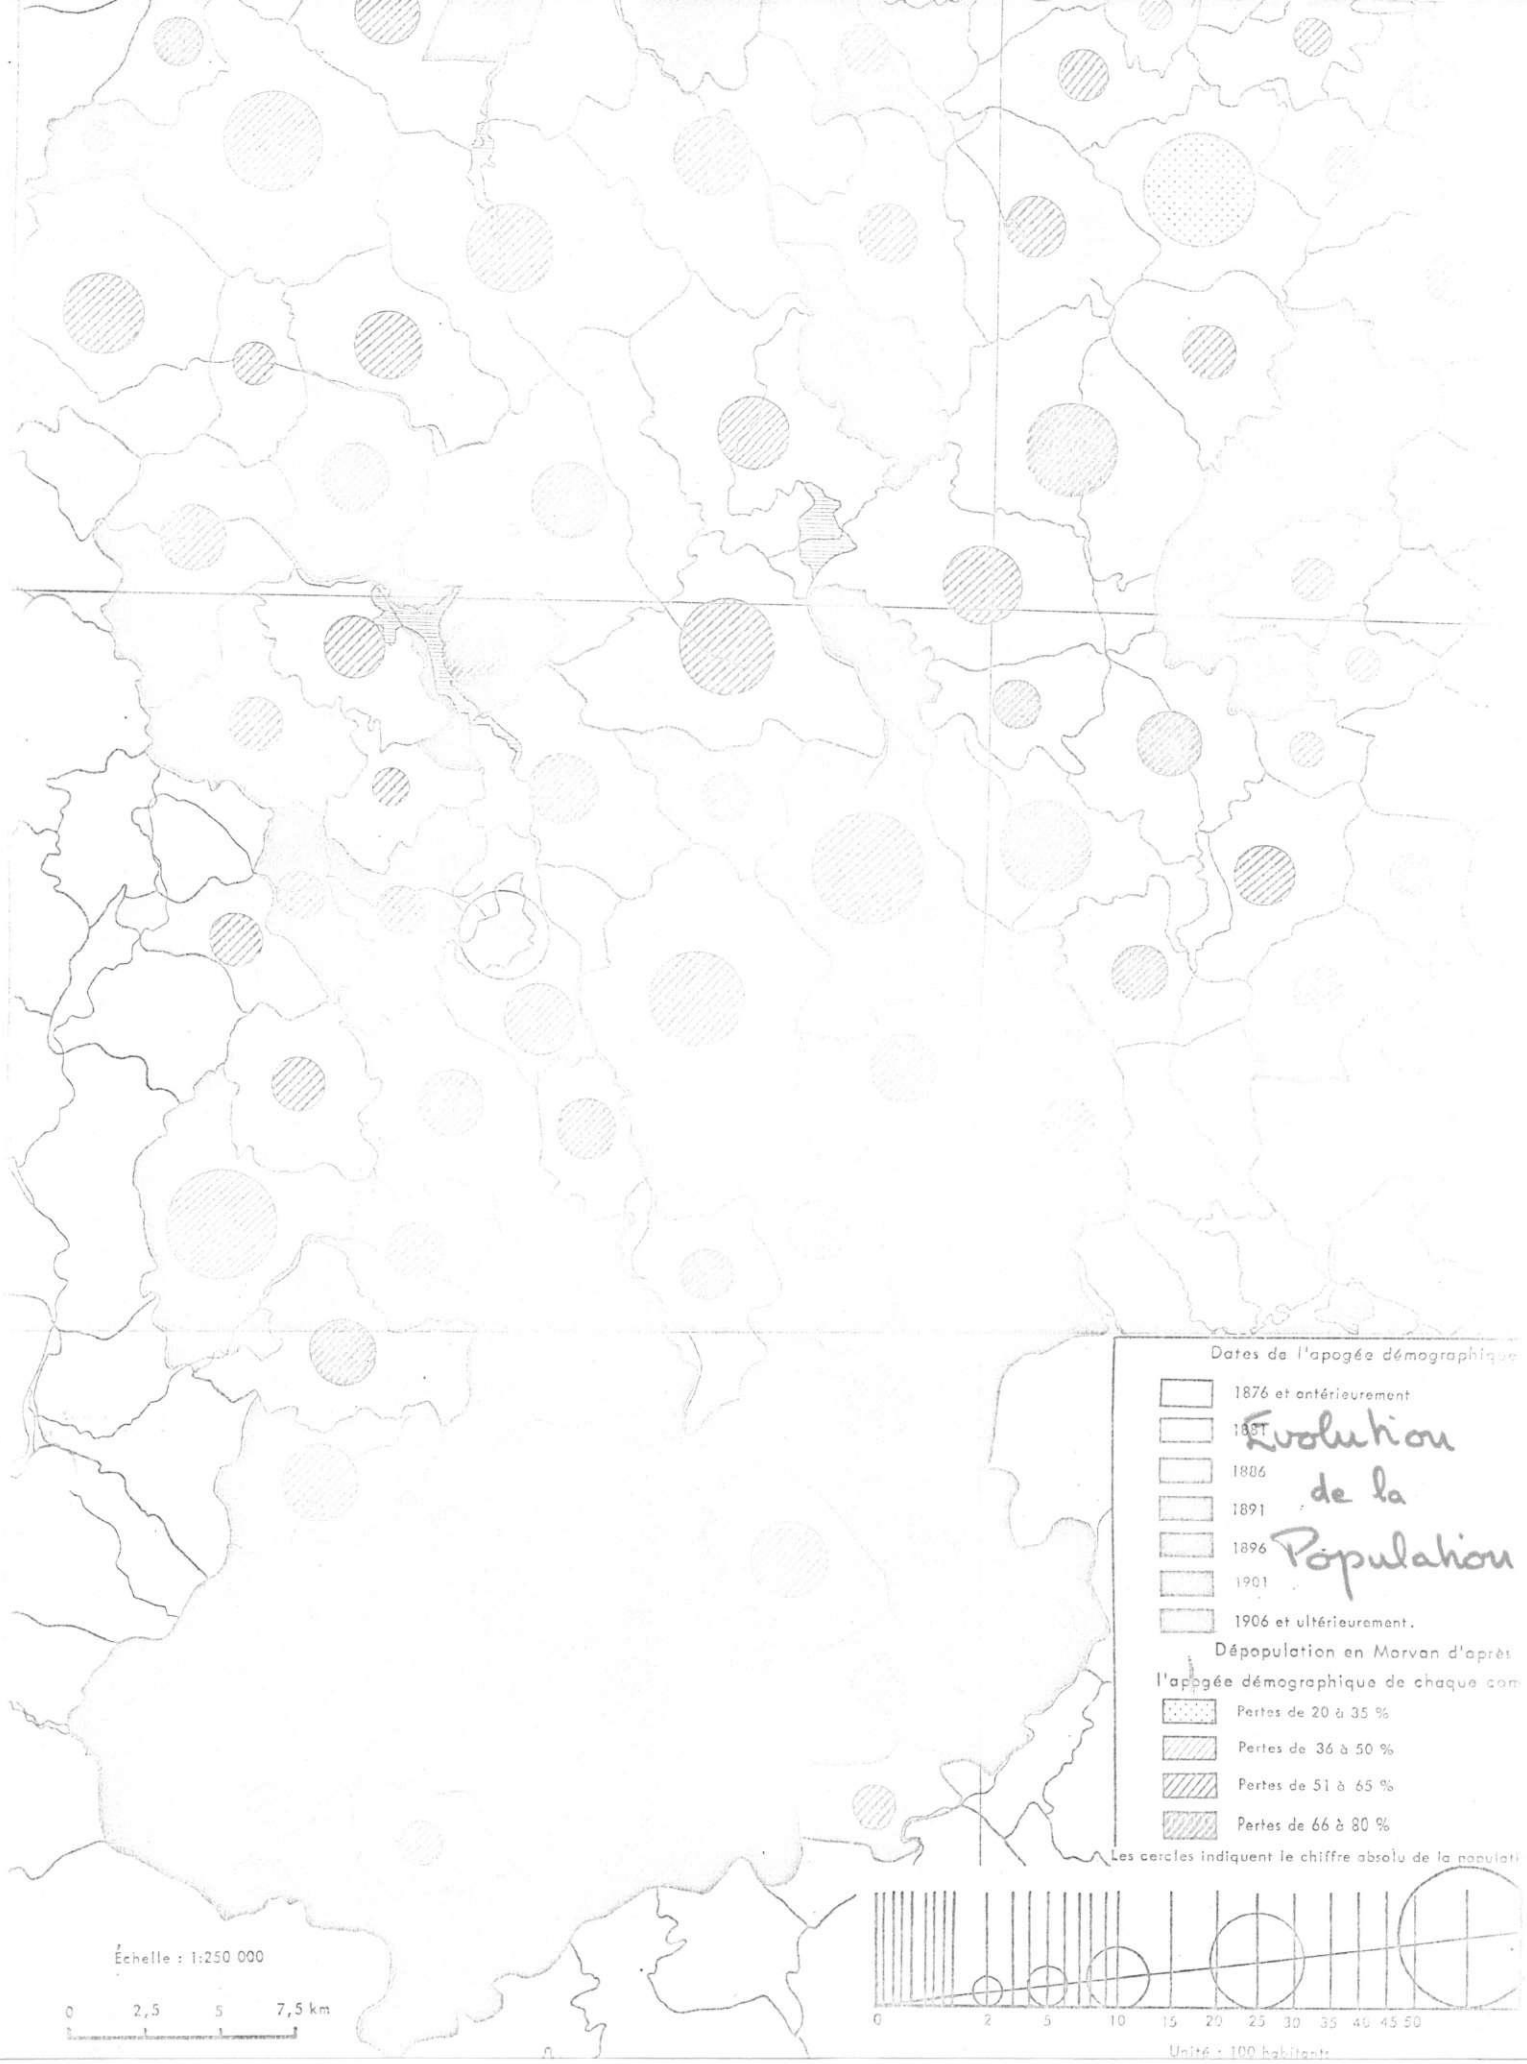 Dates de l'apogée démographique
1876 et antérieurement
1881
Évolution
1886
de la
1891
1896
Population
1901
1906 et ultérieurement.
Dépopulation en Morvan d'après
l'apogée démographique de chaque com
Pertes de 20 à 35 %
Pertes de 36 à 50 %
Pertes de 51 à 65 %
Pertes de 66 à 80 %
Les cercles indiquent le chiffre absolu de la populati
Échelle : 1:250 000
0 2,5 5 7,5 km
0 2 5 10 15 20 25 30 35 40 45 50
Unité : 100 habitants